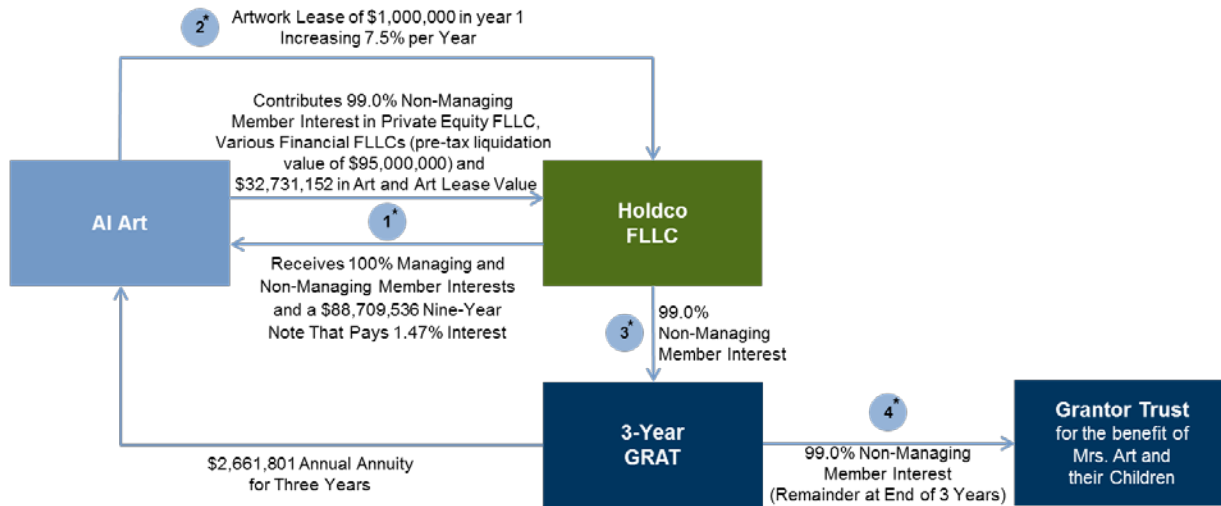 2*
Artwork Lease of $1,000,000 in year 1
Increasing 7.5% per Year
Contributes 99.0% Non-Managing
Member Interest in Private Equity FLLC,
Various Financial FLLCs (pre-tax liquidation
value of $95,000,000) and
$32,731,152 in Art and Art Lease Value
Al Art
Holdco
FLLC
1*
Receives 100% Managing and
Non-Managing Member Interests
and a $88,709,536 Nine-Year
Note That Pays 1.47% Interest
3*
99.0%
Non-Managing
Member Interest
3-Year
GRAT
4*
Grantor Trust
for the benefit of
Mrs. Art and
their Children
$2,661,801 Annual Annuity
for Three Years
99.0% Non-Managing
Member Interest
(Remainder at End of 3 Years)